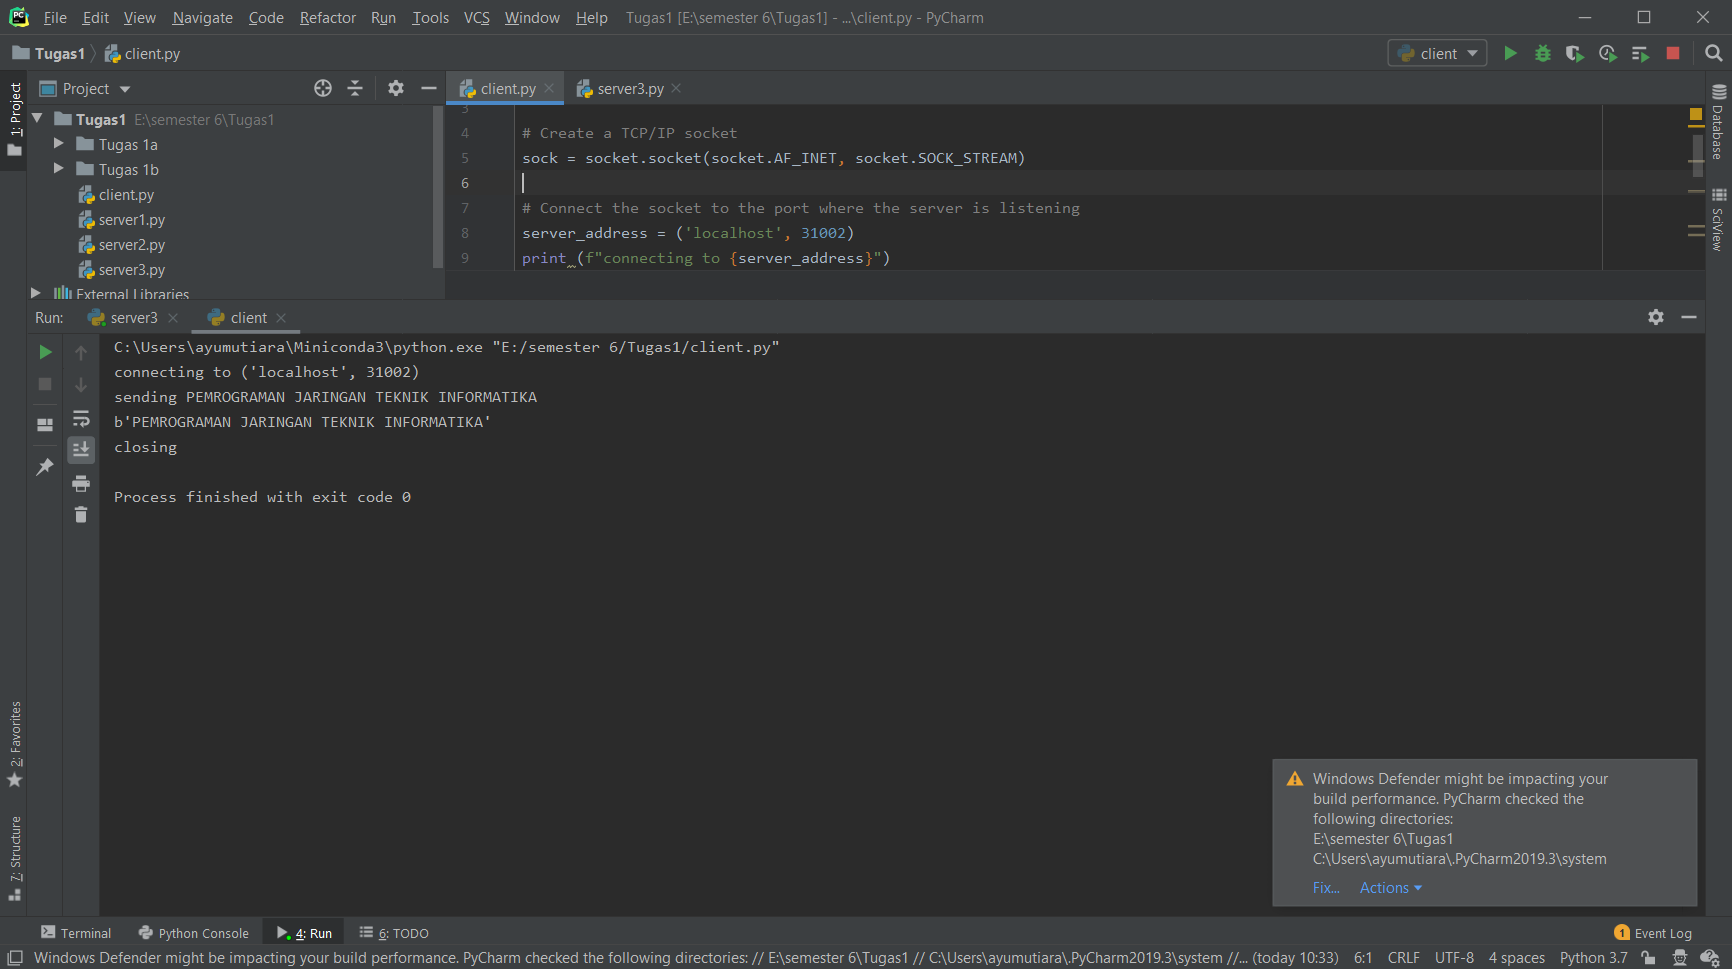 File Edit View Navigate Code Refactor Run Tools VCS Window Help Tugas1 [E:\semester 6\Tugas1] - ...\client.py - PyCharm
Tugas1 client.py client
1: Project
Project
client.py server3.py
Tugas1 E:\semester 6\Tugas1
Tugas 1a
Tugas 1b
client.py
server1.py
server2.py
server3.py
External Libraries
3
4 # Create a TCP/IP socket
5 sock = socket.socket(socket.AF_INET, socket.SOCK_STREAM)
6
7 # Connect the socket to the port where the server is listening
8 server_address = ('localhost', 31002)
9 print (f"connecting to {server_address}")
Database
SciView
Run: server3 client
C:\Users\ayumutiara\Miniconda3\python.exe "E:/semester 6/Tugas1/client.py"
connecting to ('localhost', 31002)
sending PEMROGRAMAN JARINGAN TEKNIK INFORMATIKA
b'PEMROGRAMAN JARINGAN TEKNIK INFORMATIKA'
closing
Process finished with exit code 0
2: Favorites
7: Structure
Windows Defender might be impacting your
build performance. PyCharm checked the
following directories:
E:\semester 6\Tugas1
C:\Users\ayumutiara\.PyCharm2019.3\system
Fix... Actions
Terminal Python Console 4: Run 6: TODO 1 Event Log
Windows Defender might be impacting your build performance. PyCharm checked the following directories: // E:\semester 6\Tugas1 // C:\Users\ayumutiara\.PyCharm2019.3\system //... (today 10:33) 6:1 CRLF UTF-8 4 spaces Python 3.7